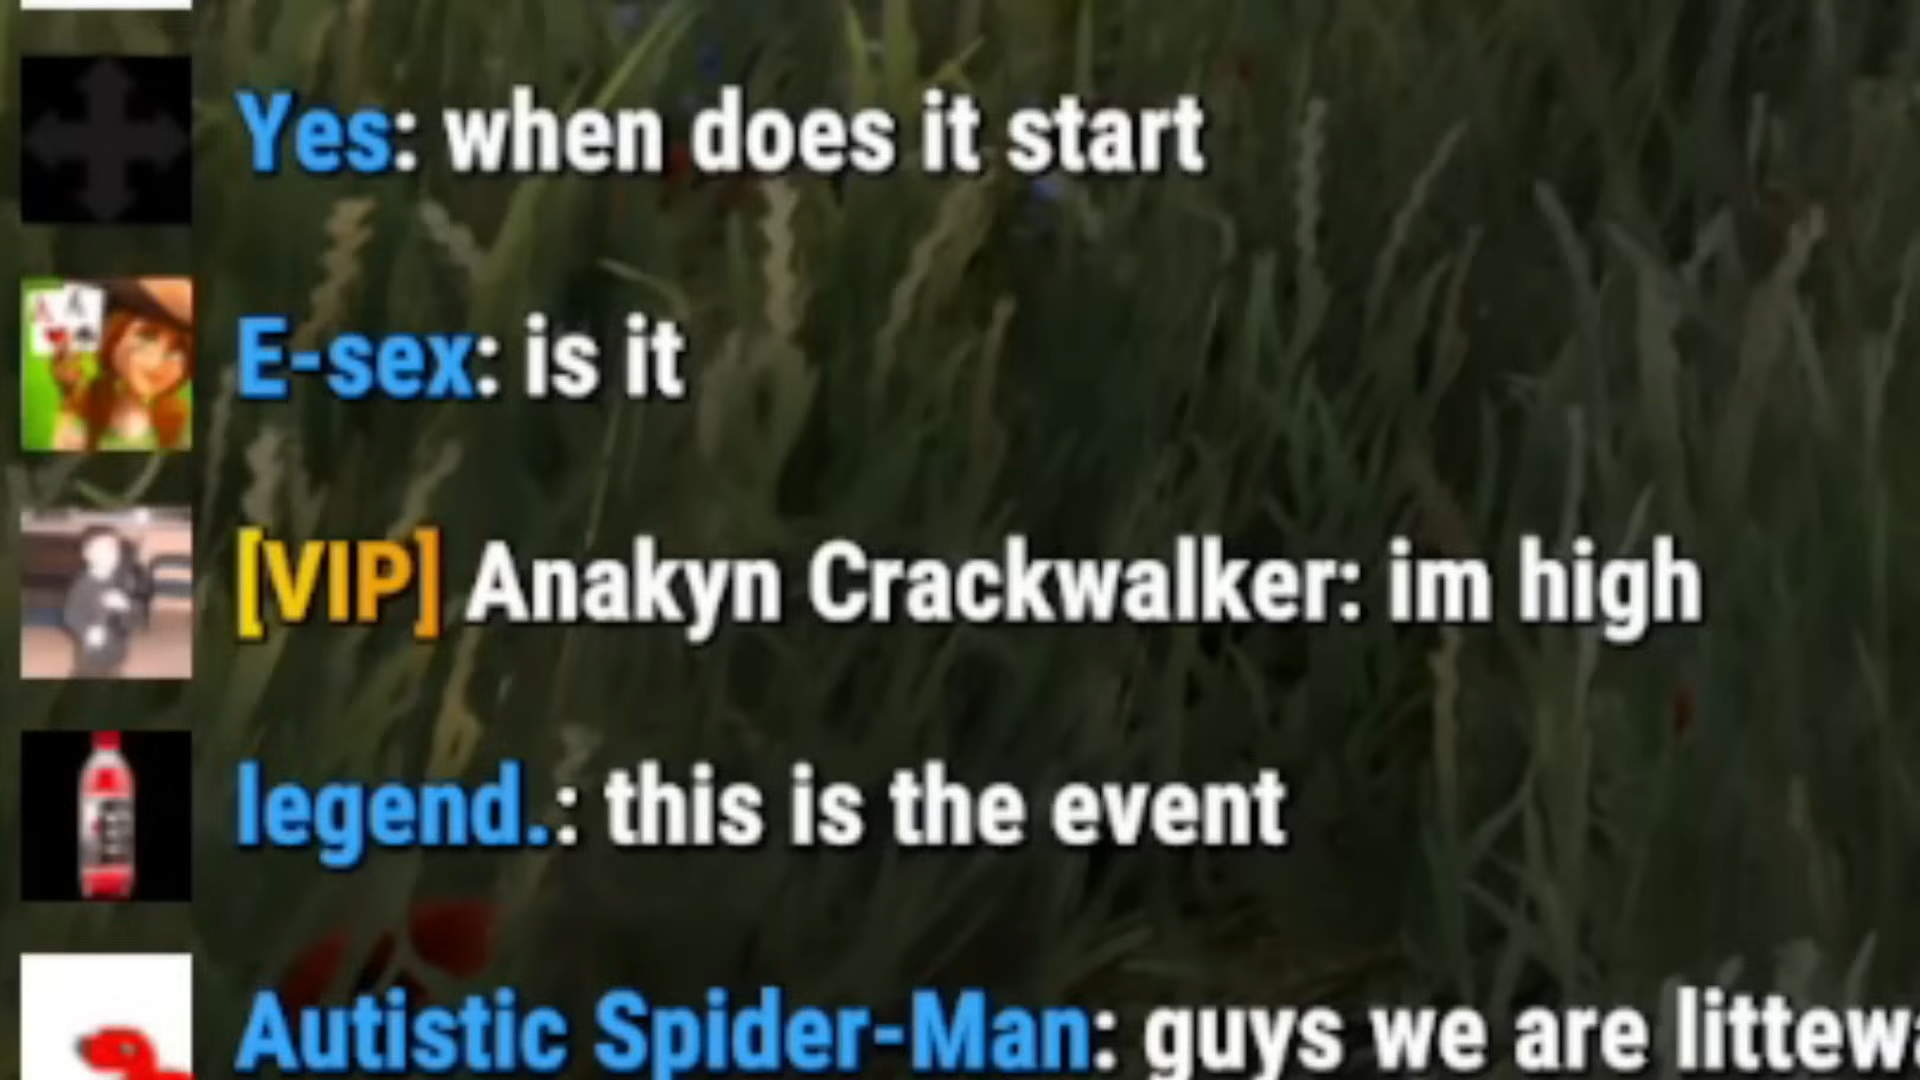 Yes: when does it start
E-sex: is it
[VIP] Anakyn Crackwalker: im high
legend.: this is the event
Autistic Spider-Man: guys we are littewa